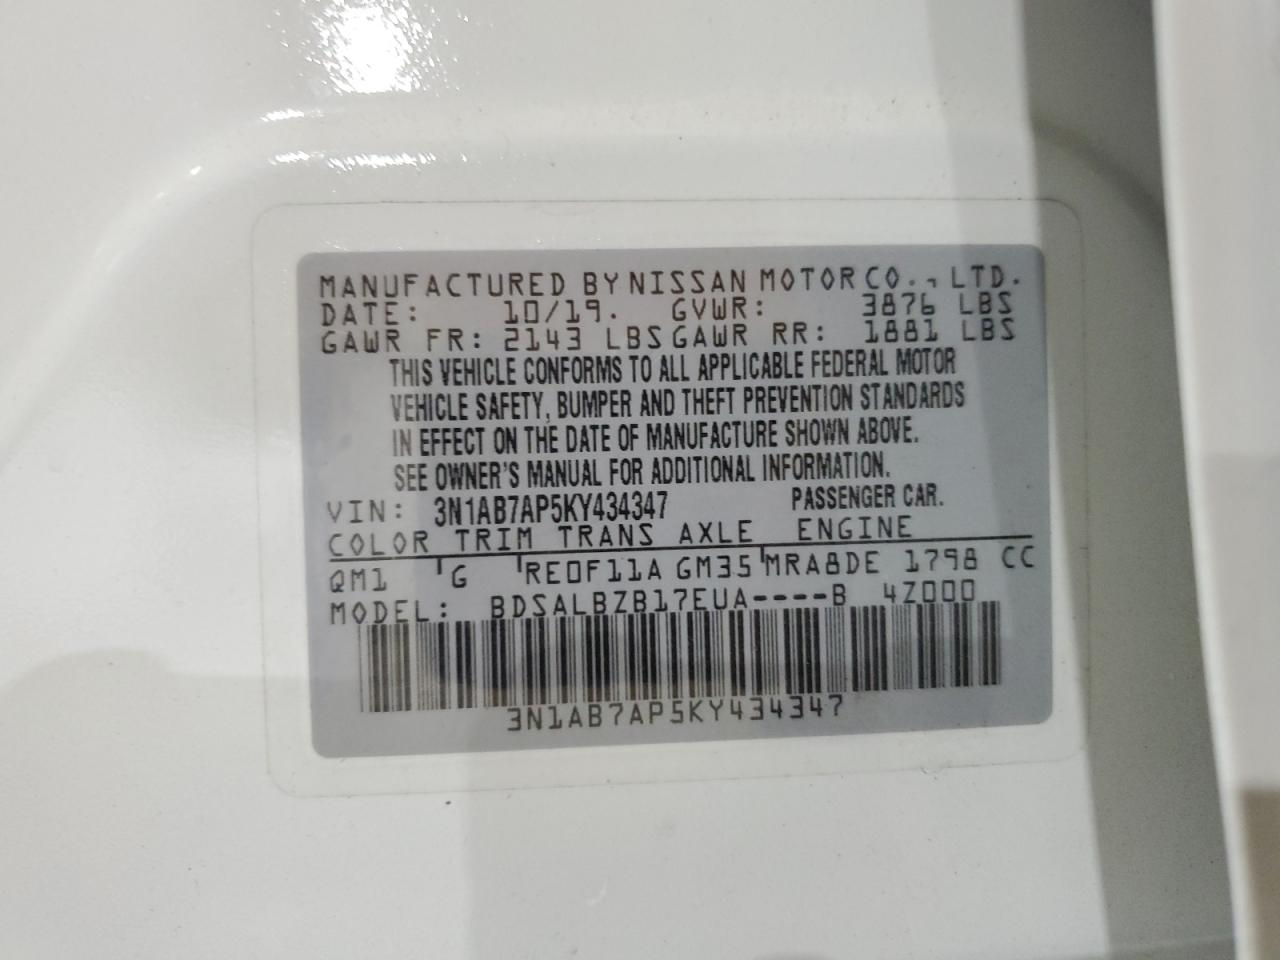 MANUFACTURED BY NISSAN MOTOR CO., LTD.
DATE: 10/19. GVWR: 3876 LBS
GAWR FR: 2143 LBS GAWR RR: 1881 LBS
THIS VEHICLE CONFORMS TO ALL APPLICABLE FEDERAL MOTOR
VEHICLE SAFETY, BUMPER AND THEFT PREVENTION STANDARDS
IN EFFECT ON THE DATE OF MANUFACTURE SHOWN ABOVE.
SEE OWNER'S MANUAL FOR ADDITIONAL INFORMATION.
VIN: 3N1AB7AP5KY434347 PASSENGER CAR.
COLOR TRIM TRANS AXLE ENGINE
QM1 G RE0F11A GM35 MRA8DE 1798 CC
MODEL: BDSALBZB17EUA----B 4Z000
3N1AB7AP5KY434347